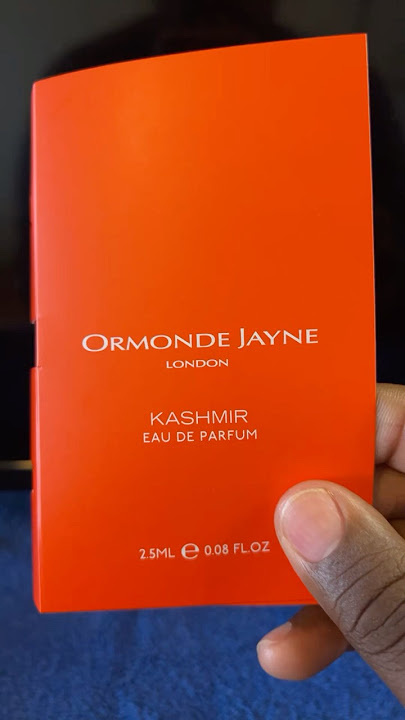 ORMONDE JAYNE
LONDON
KASHMIR
EAU DE PARFUM
2.5ML ℮ 0.08 FL.OZ